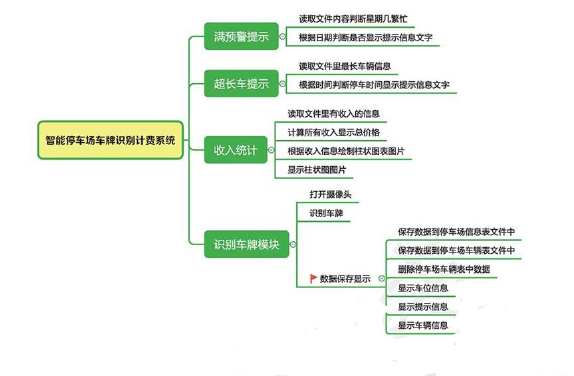 智能停车场车牌识别计费系统
满预警提示
读取文件内容判断星期几繁忙
根据日期判断是否显示提示信息文字
超长车提示
读取文件里最长车辆信息
根据时间判断停车时间显示提示信息文字
收入统计
读取文件里有收入的信息
计算所有收入显示总价格
根据收入信息绘制柱状图表图片
显示柱状图图片
识别车牌模块
打开摄像头
识别车牌
数据保存显示
保存数据到停车场信息表文件中
保存数据到停车场车辆表文件中
删除停车场车辆表中数据
显示车位信息
显示提示信息
显示车辆信息